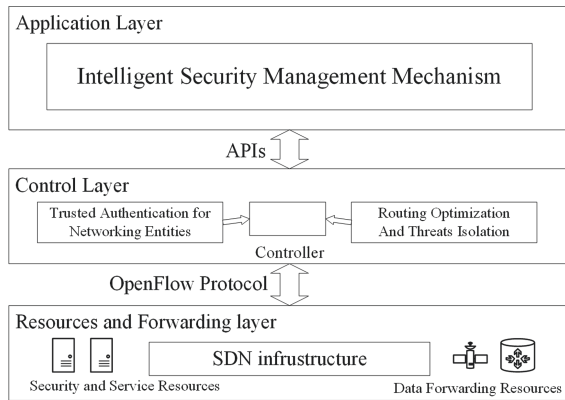 Application Layer
Intelligent Security Management Mechanism
APIs
Control Layer
Trusted Authentication for
Networking Entities
Routing Optimization
And Threats Isolation
Controller
OpenFlow Protocol
Resources and Forwarding layer
SDN infrustructure
Security and Service Resources
Data Forwarding Resources